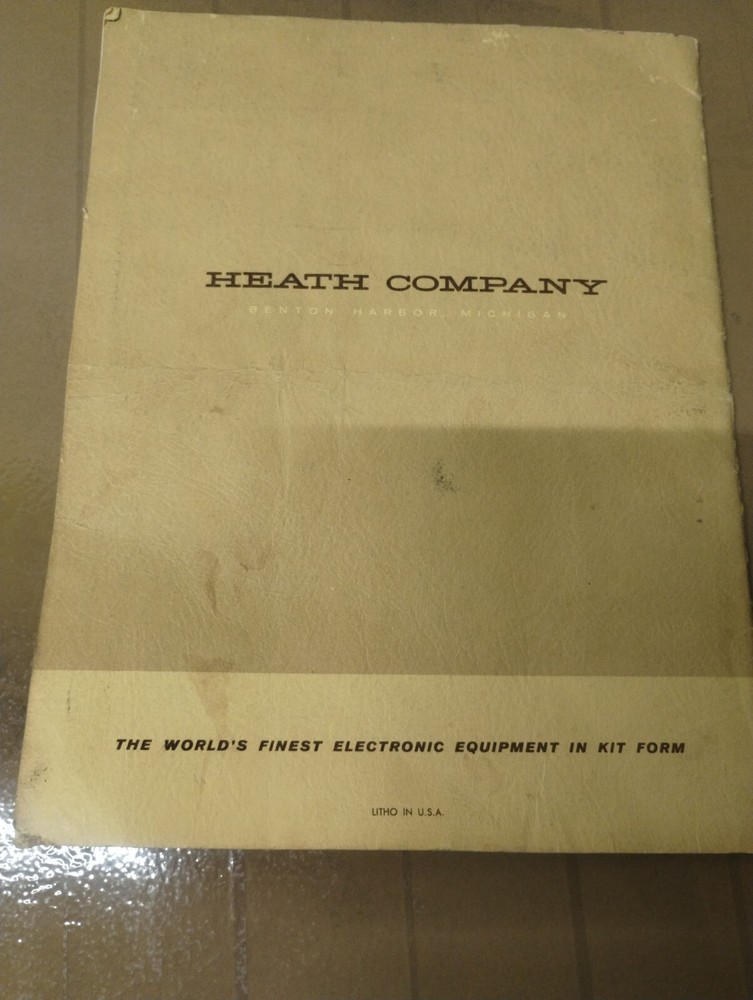 HEATH COMPANY
BENTON HARBOR, MICHIGAN
THE WORLD'S FINEST ELECTRONIC EQUIPMENT IN KIT FORM
LITHO IN U.S.A.